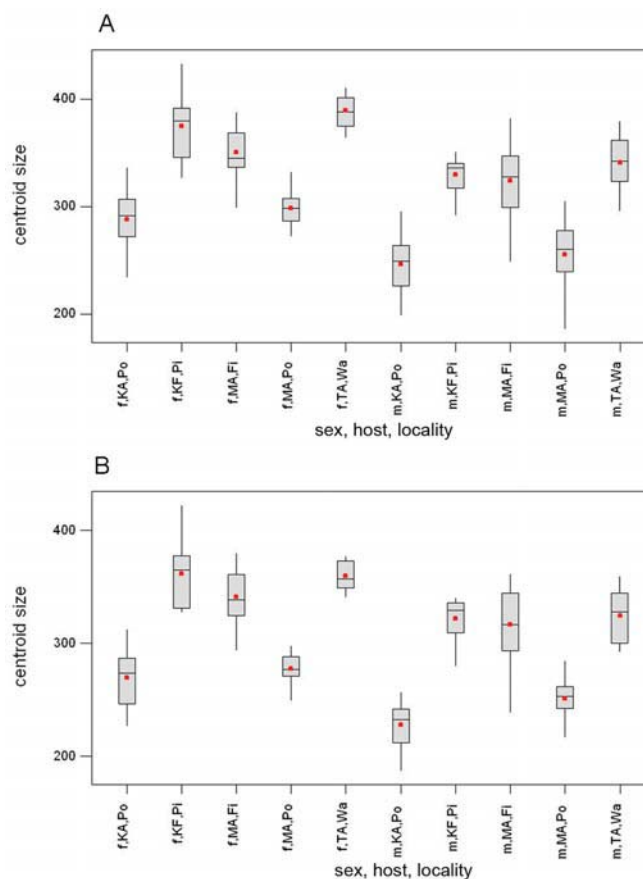 A
centroid size
400
300
200
f,KA,Po
f,KF,Pi
f,MA,Fi
f,MA,Po
f,TA,Wa
m,KA,Po
m,KF,Pi
m,MA,Fi
m,MA,Po
m,TA,Wa
sex, host, locality
B
centroid size
400
300
200
f,KA,Po
f,KF,Pi
f,MA,Fi
f,MA,Po
f,TA,Wa
m,KA,Po
m,KF,Pi
m,MA,Fi
m,MA,Po
m,TA,Wa
sex, host, locality